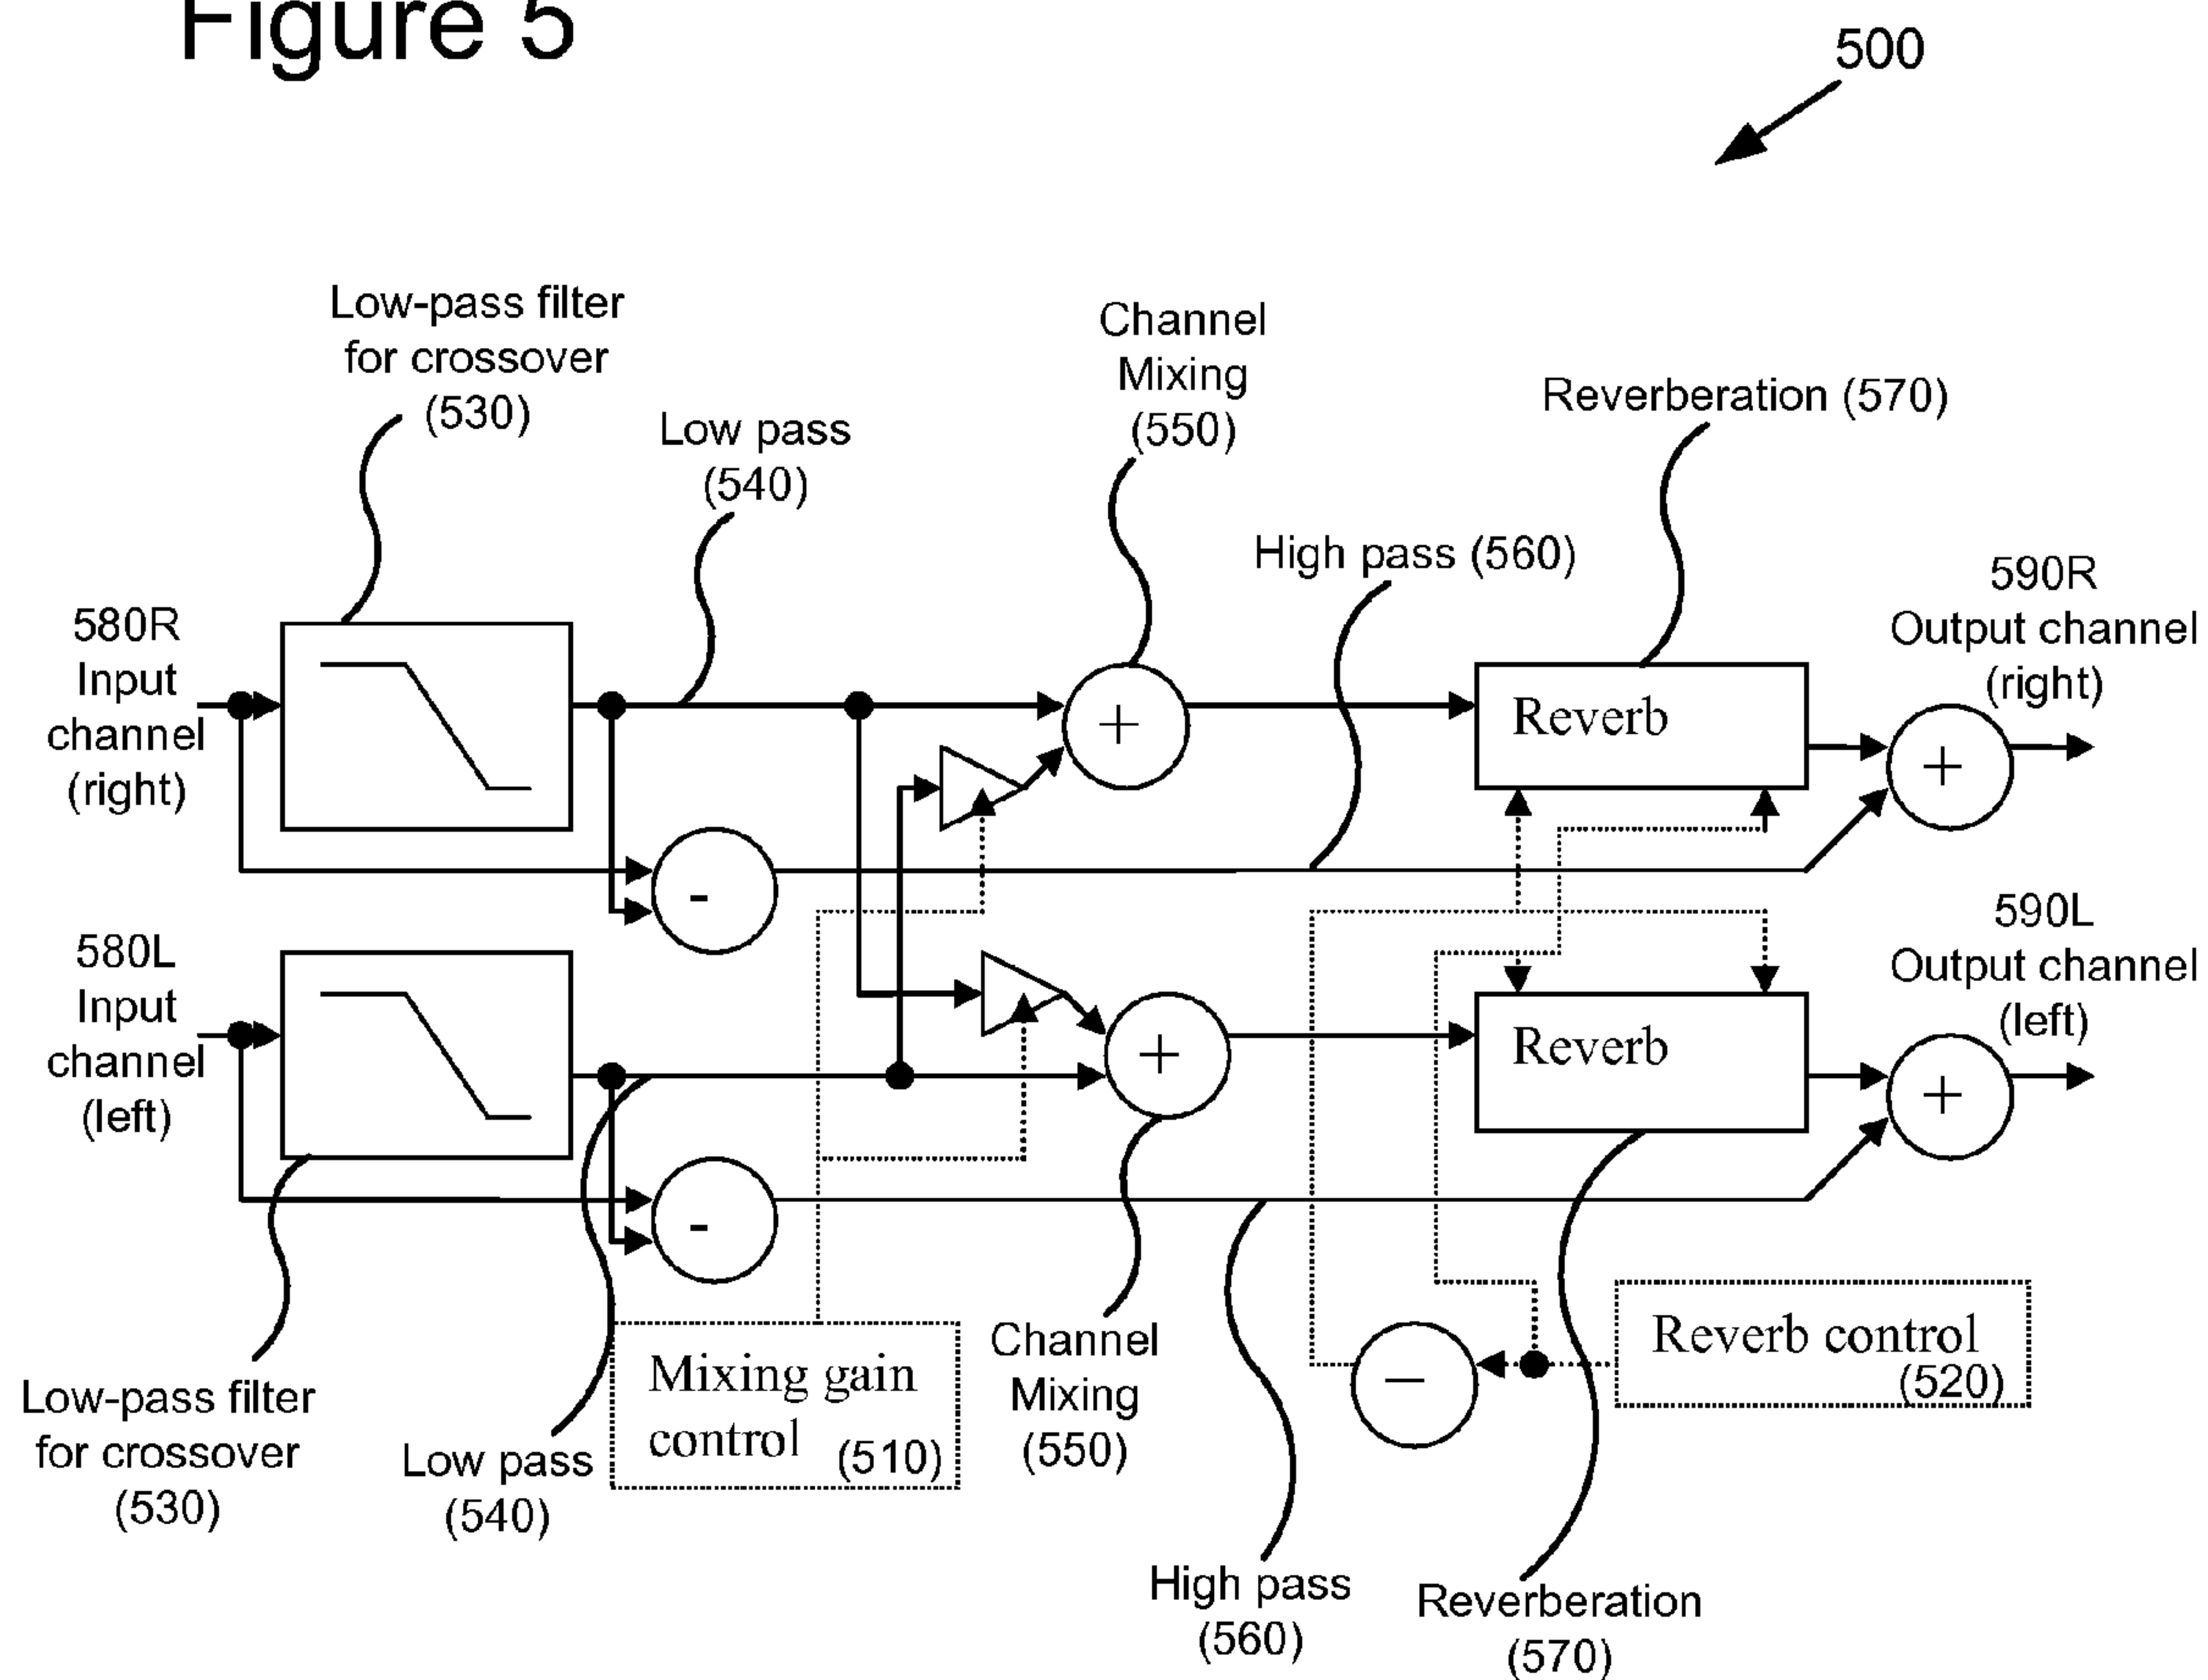 Figure 5
500
Low-pass filter
for crossover
(530)
Low pass
(540)
Channel
Mixing
(550)
Reverberation (570)
High pass (560)
580R
Input
channel
(right)
+
Reverb
590R
Output channel
(right)
+
-
580L
Input
channel
(left)
+
Reverb
590L
Output channel
(left)
+
-
Low-pass filter
for crossover
(530)
Low pass
(540)
Mixing gain
control (510)
Channel
Mixing
(550)
−
Reverb control
(520)
High pass
(560)
Reverberation
(570)